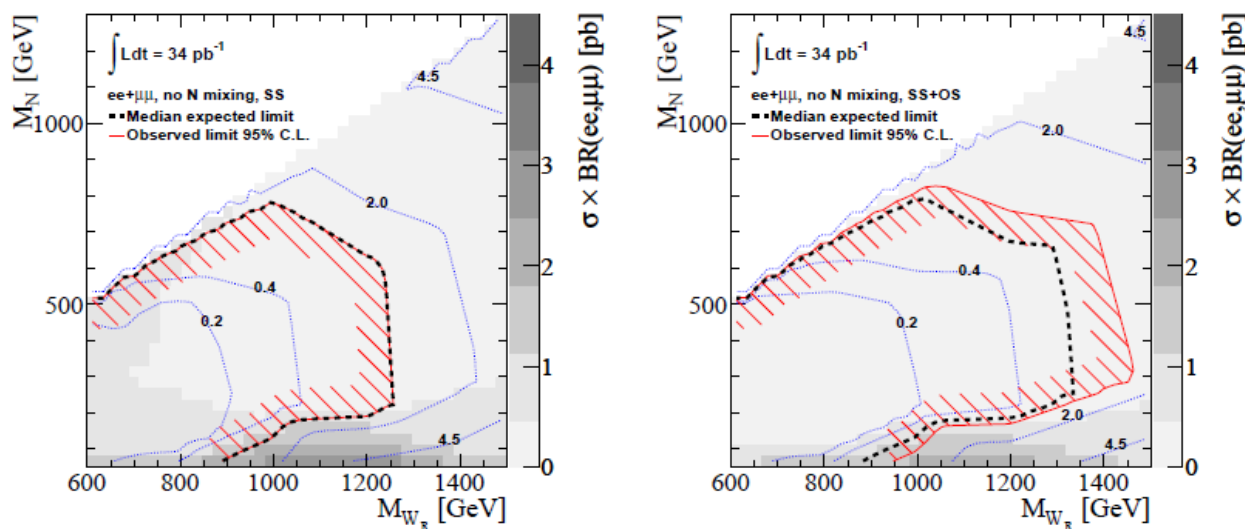 ∫Ldt = 34 pb⁻¹
ee+μμ, no N mixing, SS
Median expected limit
Observed limit 95% C.L.
M_N [GeV]
1000
500
4.5
2.0
0.4
0.2
4.5
600 800 1000 1200 1400
M_{W_R} [GeV]
4
3
2
1
0
σ× BR(ee,μμ) [pb]
∫Ldt = 34 pb⁻¹
ee+μμ, no N mixing, SS+OS
Median expected limit
Observed limit 95% C.L.
M_N [GeV]
1000
500
4.5
2.0
0.4
0.2
2.0
4.5
600 800 1000 1200 1400
M_{W_R} [GeV]
4
3
2
1
0
σ× BR(ee,μμ) [pb]